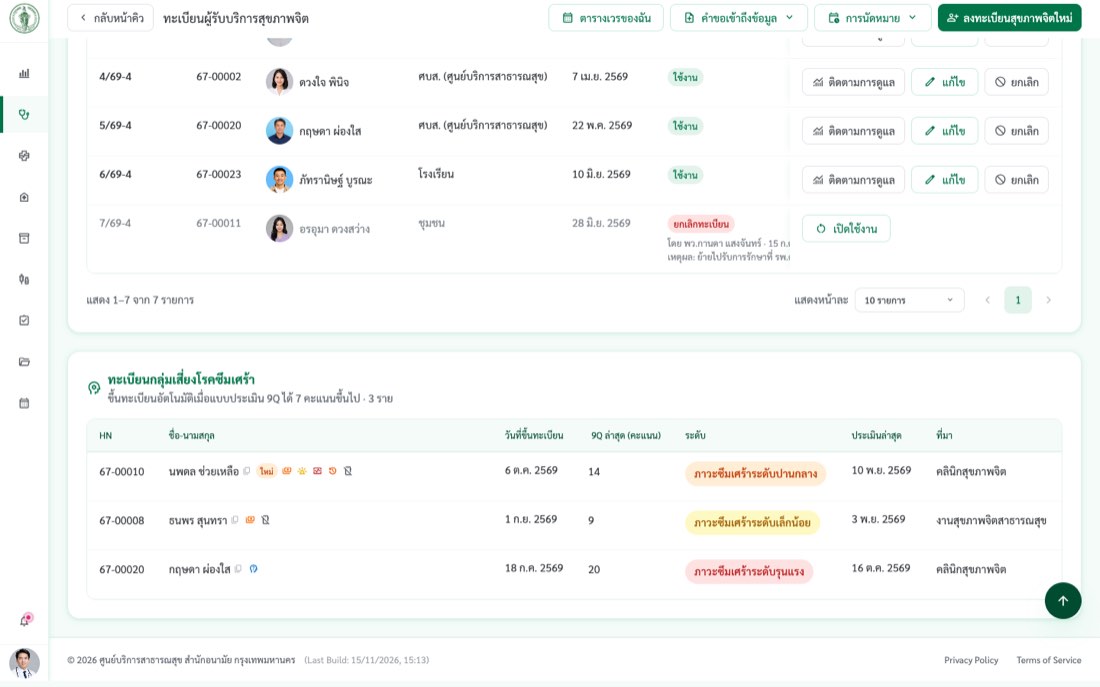 กลับหน้าคิว
ทะเบียนผู้รับบริการสุขภาพจิต
ตารางเวรของฉัน
คำขอเข้าถึงข้อมูล
การนัดหมาย
ลงทะเบียนสุขภาพจิตใหม่
4/69-4 67-00002 ดวงใจ พินิจ ศบส. (ศูนย์บริการสาธารณสุข) 7 เม.ย. 2569 ใช้งาน ติดตามการดูแล แก้ไข ยกเลิก
5/69-4 67-00020 กฤษดา ผ่องใส ศบส. (ศูนย์บริการสาธารณสุข) 22 พ.ค. 2569 ใช้งาน ติดตามการดูแล แก้ไข ยกเลิก
6/69-4 67-00023 ภัทรานิษฐ์ บูรณะ โรงเรียน 10 มิ.ย. 2569 ใช้งาน ติดตามการดูแล แก้ไข ยกเลิก
7/69-4 67-00011 อรอุมา ดวงสว่าง ชุมชน 28 มิ.ย. 2569 ยกเลิกทะเบียน เปิดใช้งาน
โดย พว.กานดา แสงจันทร์ · 15 ก.
เหตุผล: ย้ายไปรับการรักษาที่ รพ.
แสดง 1–7 จาก 7 รายการ
แสดงหน้าละ 10 รายการ 1
ทะเบียนกลุ่มเสี่ยงโรคซึมเศร้า
ขึ้นทะเบียนอัตโนมัติเมื่อแบบประเมิน 9Q ได้ 7 คะแนนขึ้นไป · 3 ราย
HN ชื่อ-นามสกุล วันที่ขึ้นทะเบียน 9Q ล่าสุด (คะแนน) ระดับ ประเมินล่าสุด ที่มา
67-00010 นพดล ช่วยเหลือ ใหม่ 6 ต.ค. 2569 14 ภาวะซึมเศร้าระดับปานกลาง 10 พ.ย. 2569 คลินิกสุขภาพจิต
67-00008 ธนพร สุนทรา 1 ก.ย. 2569 9 ภาวะซึมเศร้าระดับเล็กน้อย 3 พ.ย. 2569 งานสุขภาพจิตสาธารณสุข
67-00020 กฤษดา ผ่องใส 18 ก.ค. 2569 20 ภาวะซึมเศร้าระดับรุนแรง 16 ต.ค. 2569 คลินิกสุขภาพจิต
© 2026 ศูนย์บริการสาธารณสุข สำนักอนามัย กรุงเทพมหานคร (Last Build: 15/11/2026, 15:13)
Privacy Policy Terms of Service